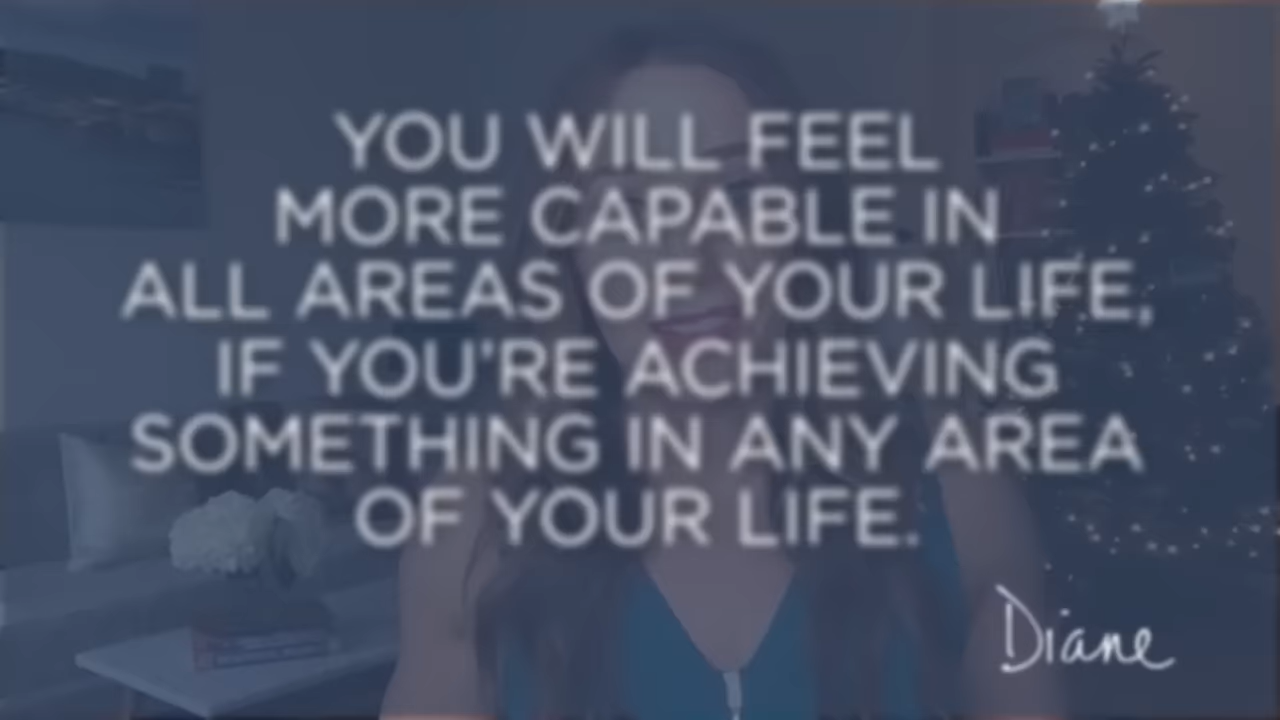 YOU WILL FEEL
MORE CAPABLE IN
ALL AREAS OF YOUR LIFE,
IF YOU'RE ACHIEVING
SOMETHING IN ANY AREA
OF YOUR LIFE.
Diane